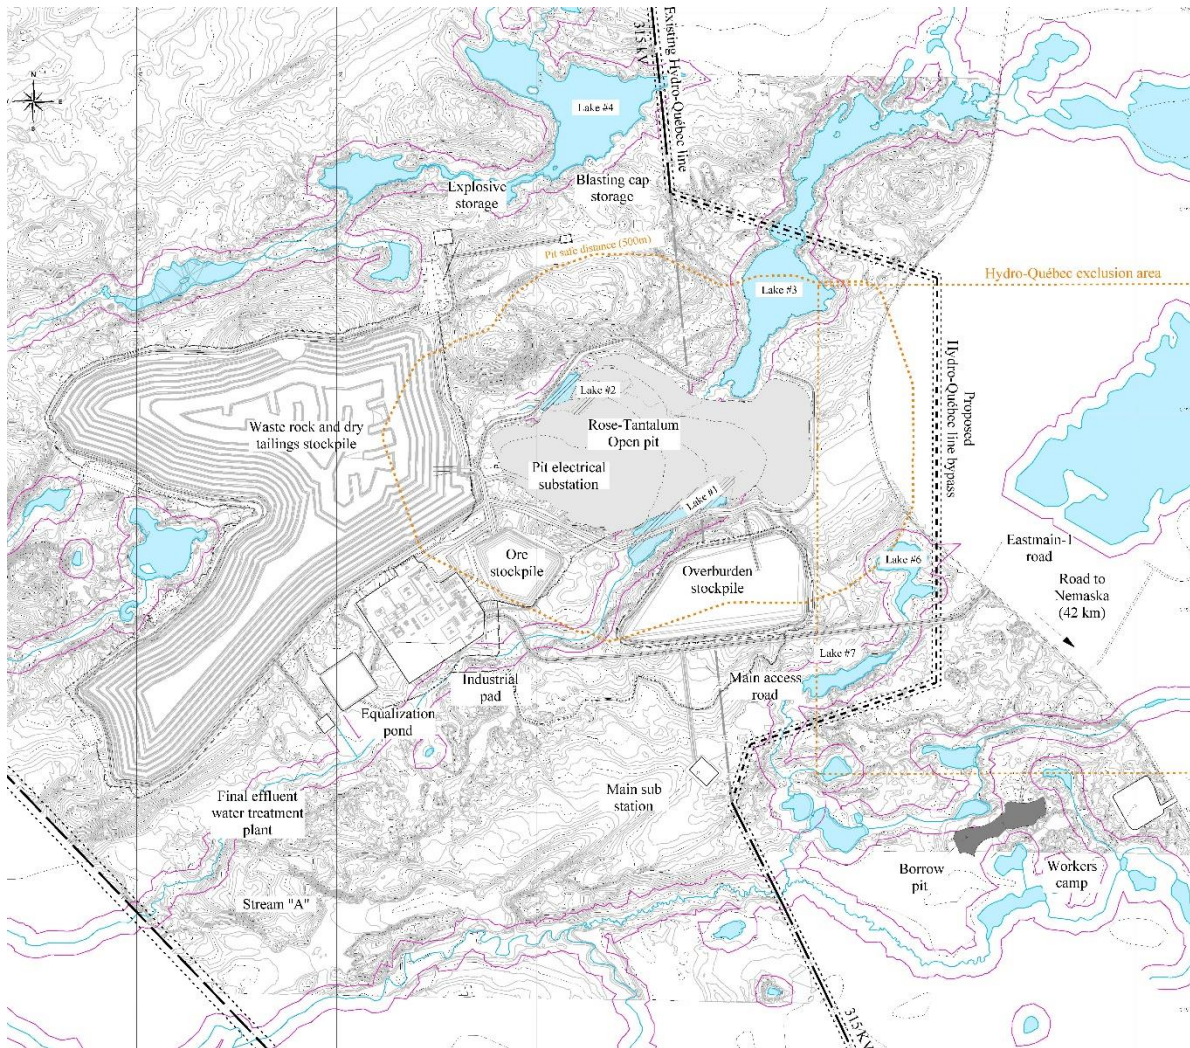 Existing Hydro-Québec line
315 kV
N
E
S
Lake #4
Explosive
storage
Blasting cap
storage
Pit safe distance (500m)
Lake #3
Hydro-Québec exclusion area
Proposed
Hydro-Québec line bypass
Lake #2
Waste rock and dry
tailings stockpile
Rose-Tantalum
Open pit
Pit electrical
substation
Lake #1
Ore
stockpile
Overburden
stockpile
Lake #6
Eastmain-1
road
Road to
Nemaska
(42 km)
Lake #7
Main access
road
Industrial
pad
Equalization
pond
Main sub
station
Final effluent
water treatment
plant
Borrow
pit
Workers
camp
Stream "A"
315 KV